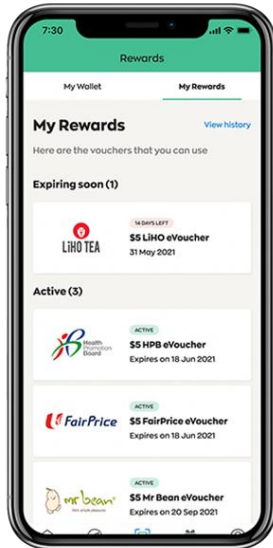 7:30
Rewards
My Wallet
My Rewards
My Rewards
View history
Here are the vouchers that you can use
Expiring soon (1)
LiHO TEA
14 DAYS LEFT
$5 LiHO eVoucher
31 May 2021
Active (3)
Health
Promotion
Board
ACTIVE
$5 HPB eVoucher
Expires on 18 Jun 2021
FairPrice
ACTIVE
$5 FairPrice eVoucher
Expires on 18 Jun 2021
mr bean
ACTIVE
$5 Mr Bean eVoucher
Expires on 20 Sep 2021